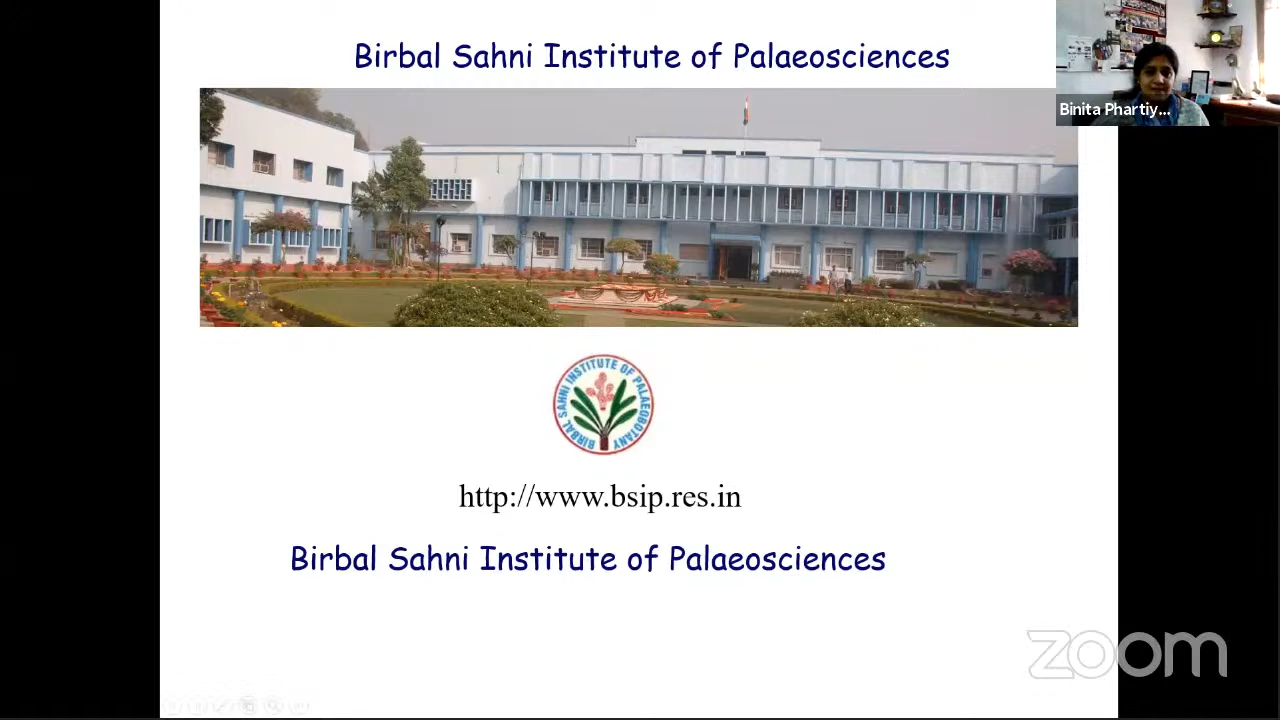 Birbal Sahni Institute of Palaeosciences
Binita Phartiy...
BIRBAL SAHNI INSTITUTE OF PALAEOBOTANY
http://www.bsip.res.in
Birbal Sahni Institute of Palaeosciences
zoom